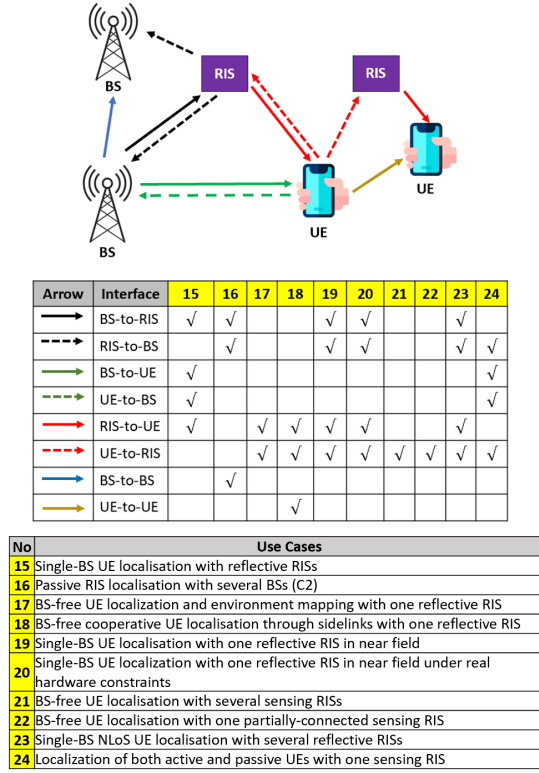 BS
RIS
RIS
BS
UE
UE
Arrow Interface 15 16 17 18 19 20 21 22 23 24
BS-to-RIS √ √ √ √ √
RIS-to-BS √ √ √ √ √
BS-to-UE √ √
UE-to-BS √ √
RIS-to-UE √ √ √ √ √ √
UE-to-RIS √ √ √ √ √ √ √ √
BS-to-BS √
UE-to-UE √
No Use Cases
15 Single-BS UE localisation with reflective RISs
16 Passive RIS localisation with several BSs (C2)
17 BS-free UE localization and environment mapping with one reflective RIS
18 BS-free cooperative UE localisation through sidelinks with one reflective RIS
19 Single-BS UE localisation with one reflective RIS in near field
20 Single-BS UE localization with one reflective RIS in near field under real
hardware constraints
21 BS-free UE localisation with several sensing RISs
22 BS-free UE localisation with one partially-connected sensing RIS
23 Single-BS NLoS UE localisation with several reflective RISs
24 Localization of both active and passive UEs with one sensing RIS